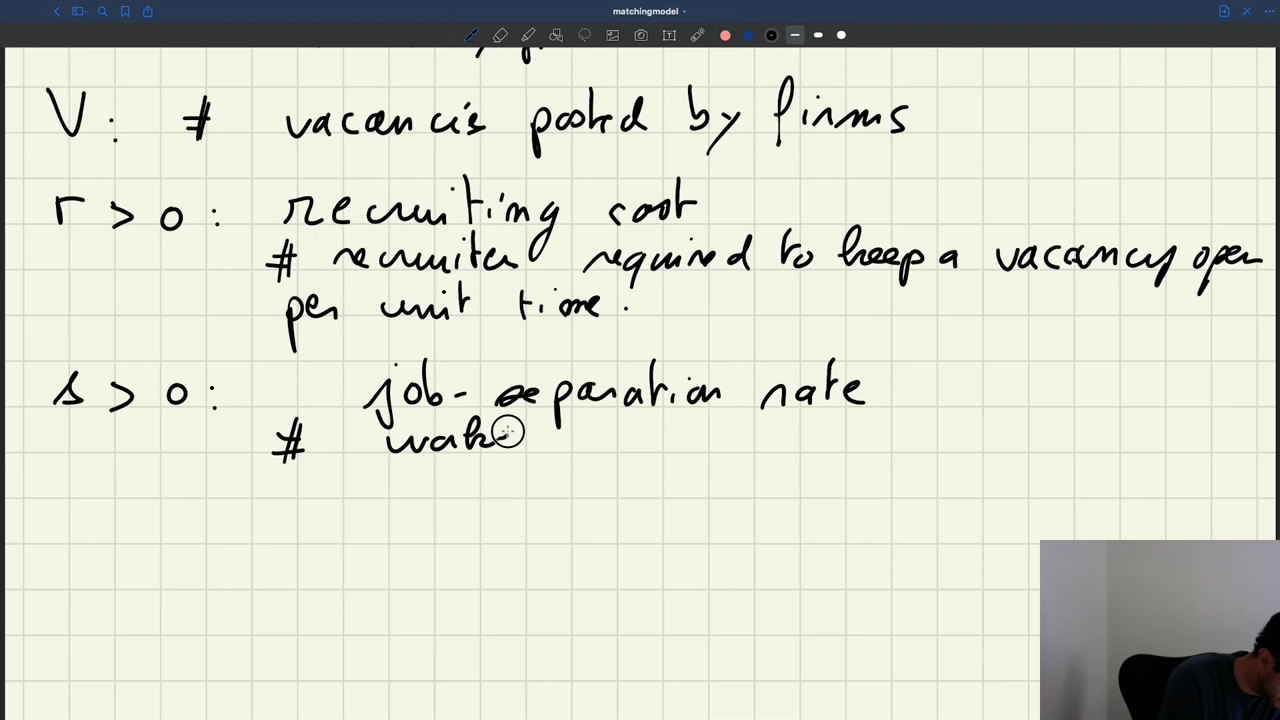 matchingmodel
V: # vacancies posted by firms
r > 0: recruiting cost
# recruiter required to keep a vacancy open
per unit time.
s > 0: job-separation rate
#